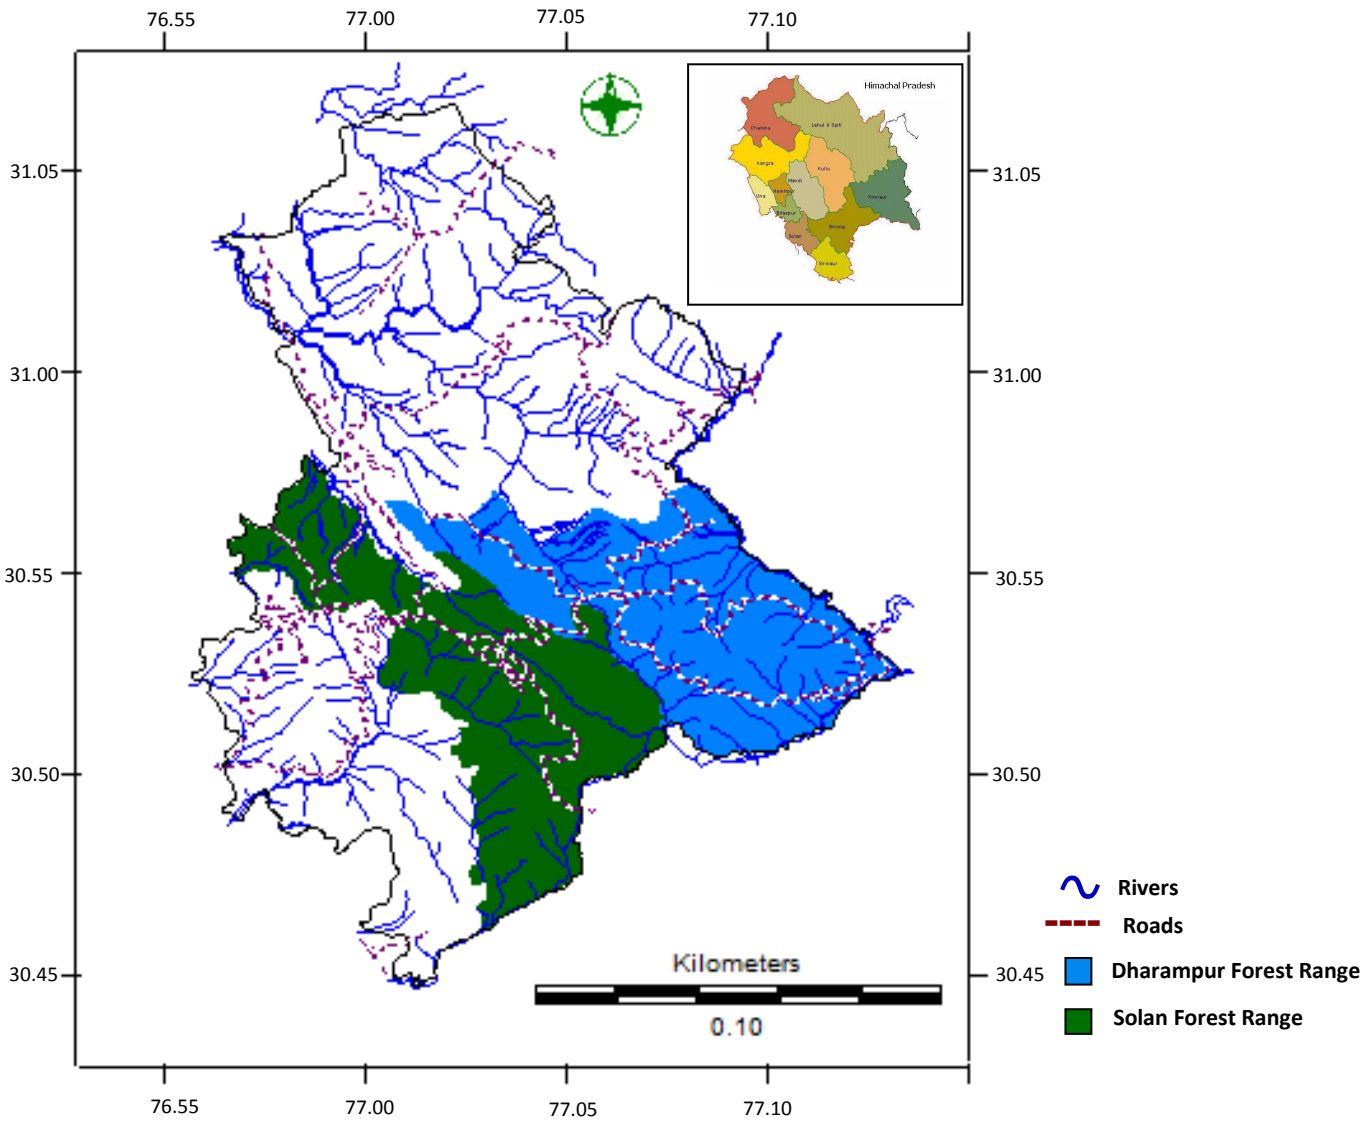 76.55 77.00 77.05 77.10
Himachal Pradesh
Chamba
Lahul & Spiti
Kangra
Kullu
Mandi
Una
Hamirpur
Kinnaur
Bilaspur
Shimla
Solan
Sirmaur
31.05 31.05
31.00 31.00
30.55 30.55
30.50 30.50
30.45 30.45
Kilometers
0.10
Rivers
Roads
Dharampur Forest Range
Solan Forest Range
76.55 77.00 77.05 77.10